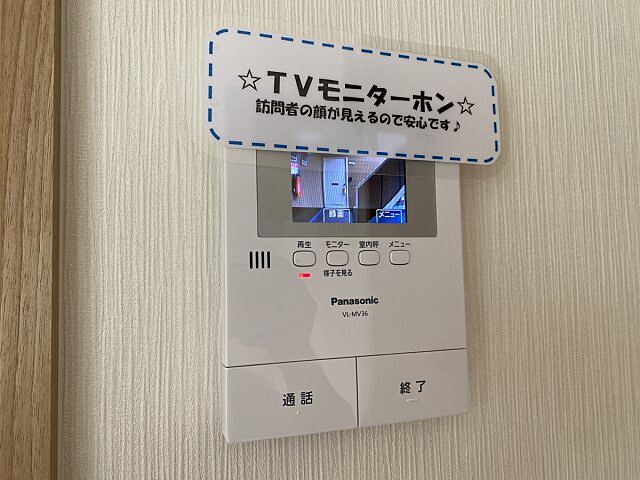 ☆TVモニターホン☆
訪問者の顔が見えるので安心です♪
録画 メニュー
再生 モニター 室内呼 メニュー
様子を見る
Panasonic
VL-MV36
通話 終了